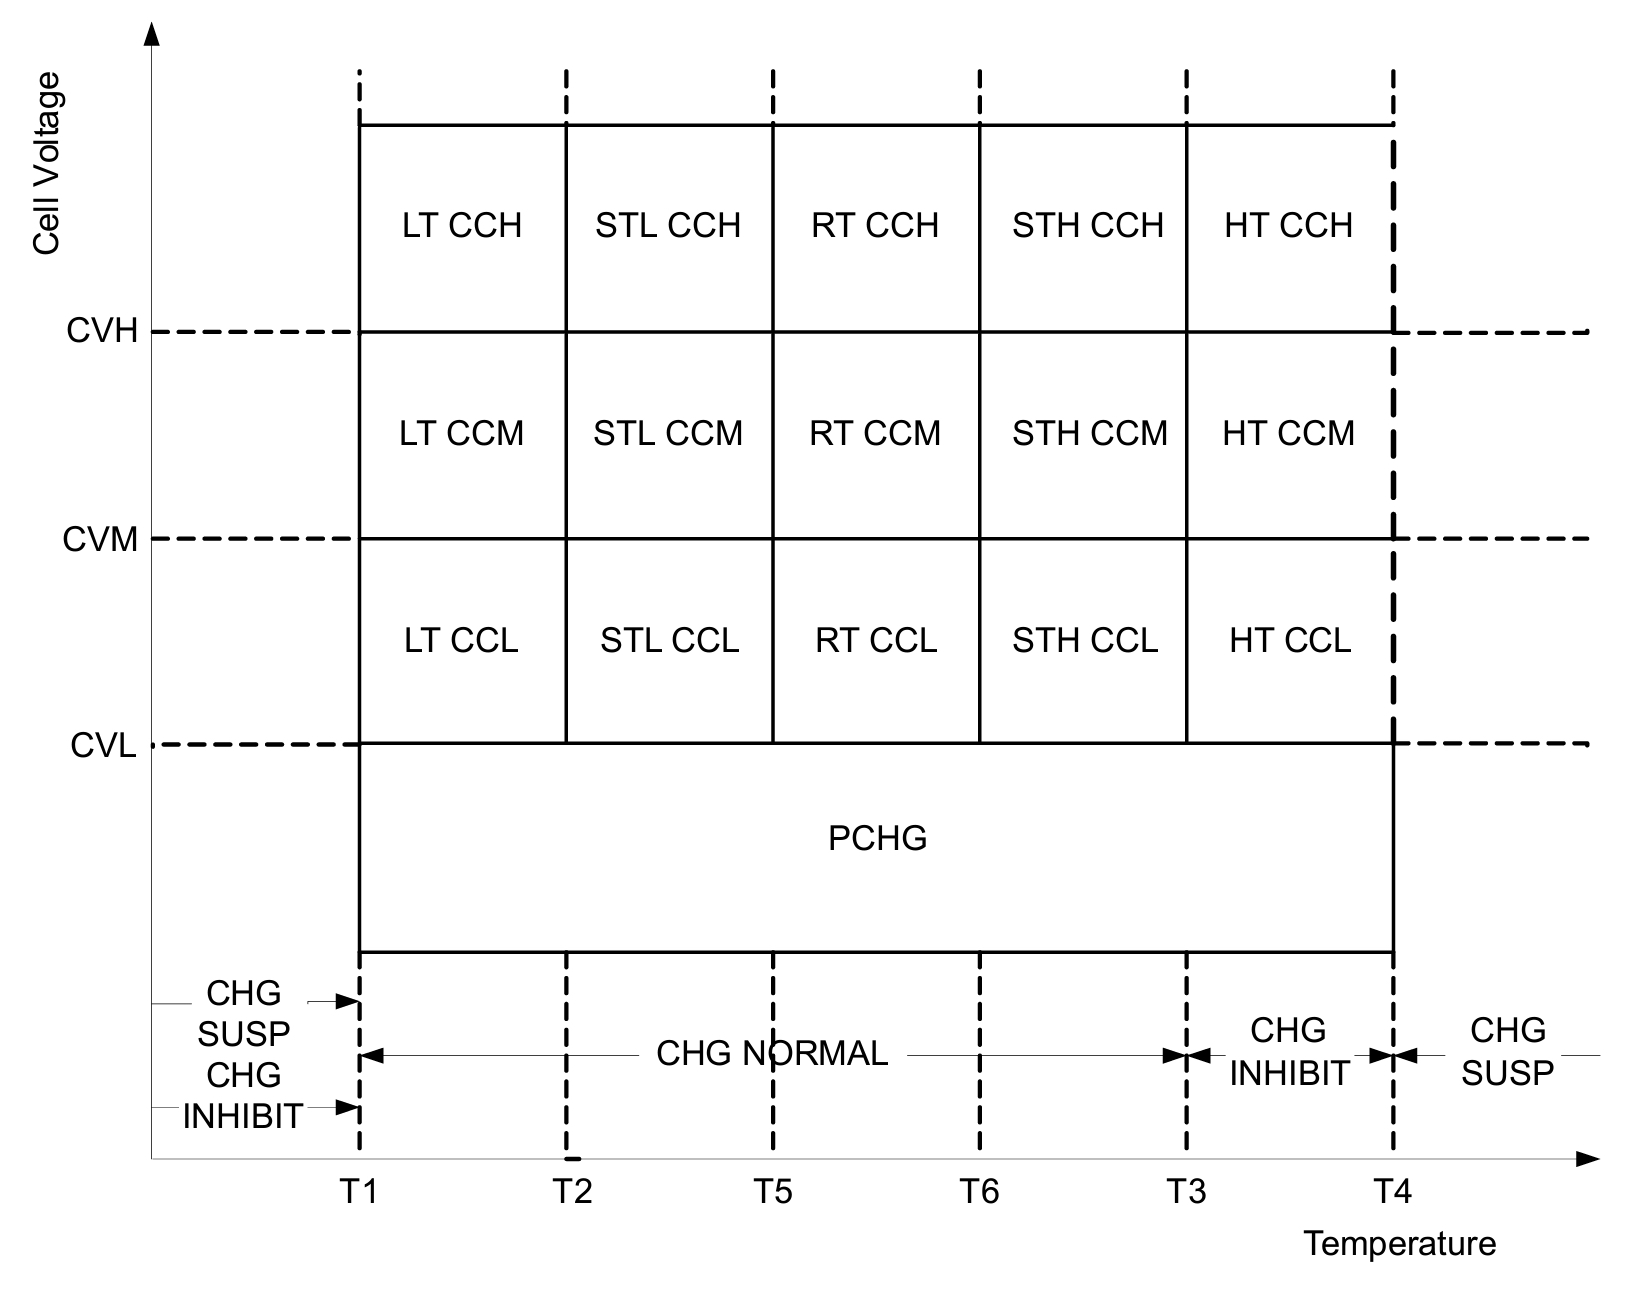 Cell Voltage
LT CCH STL CCH RT CCH STH CCH HT CCH
CVH
LT CCM STL CCM RT CCM STH CCM HT CCM
CVM
LT CCL STL CCL RT CCL STH CCL HT CCL
CVL
PCHG
CHG
SUSP
CHG
INHIBIT
CHG NORMAL
CHG
INHIBIT
CHG
SUSP
T1 T2 T5 T6 T3 T4
Temperature